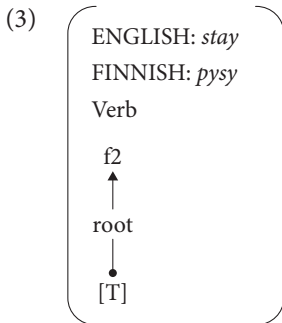 (3)
ENGLISH: stay
FINNISH: pysy
Verb
f2
root
[T]